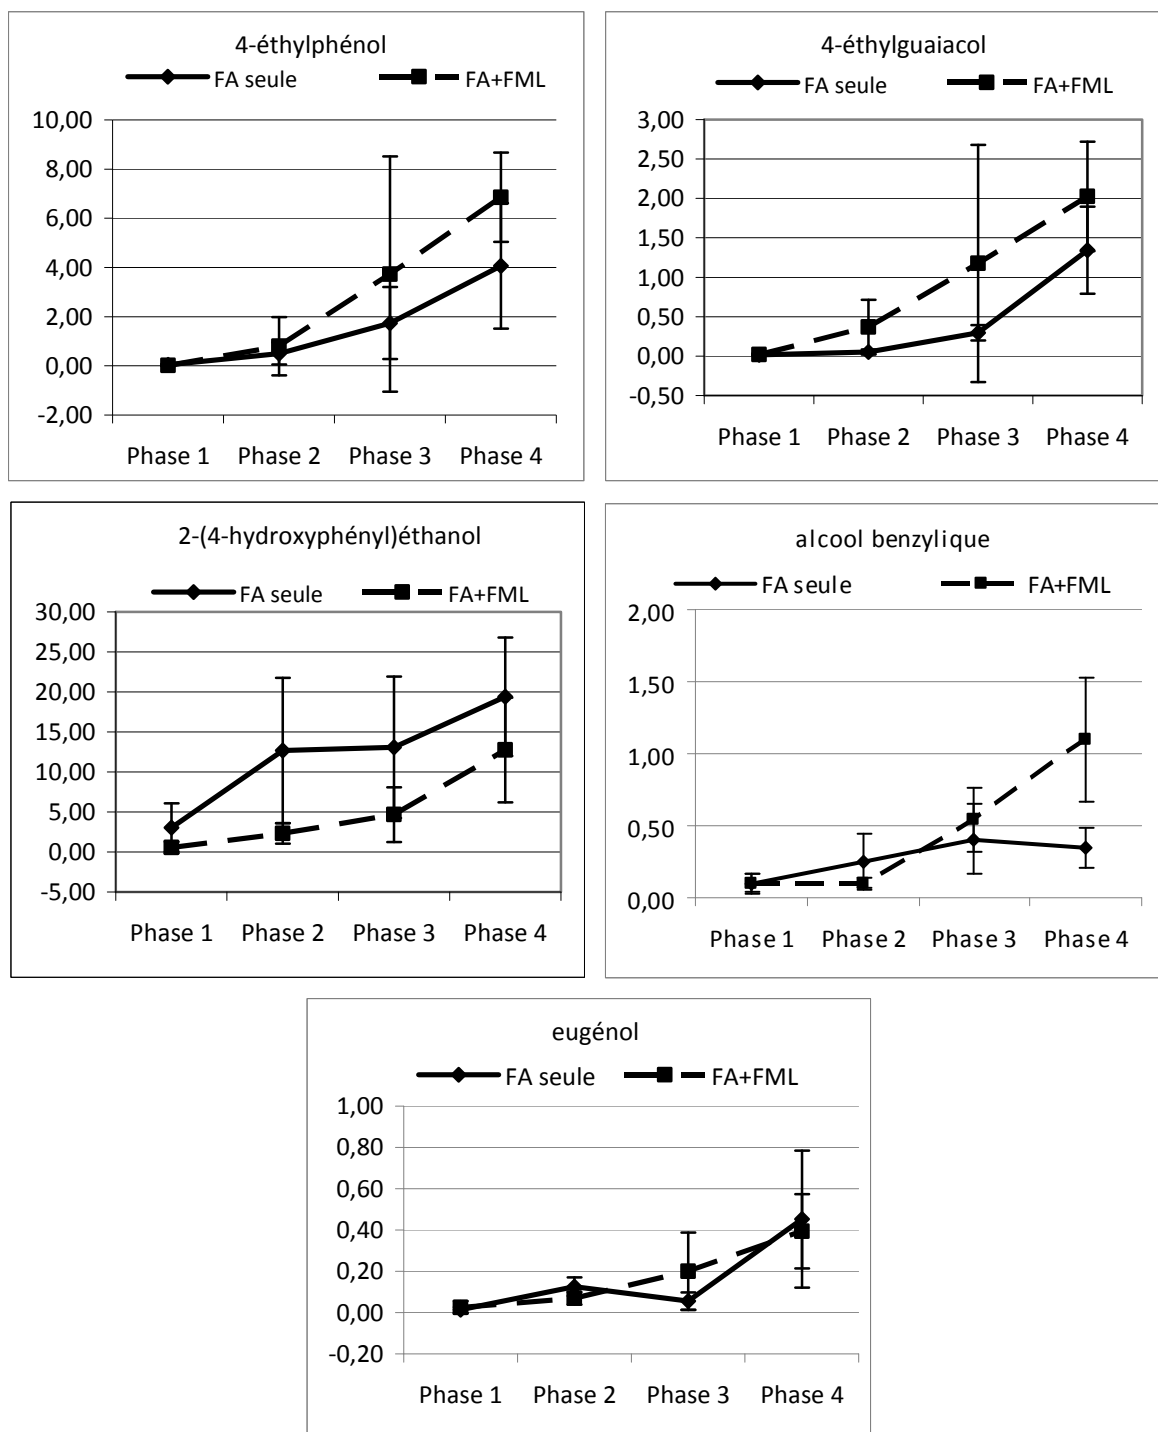 4-éthylphénol
FA seule FA+FML
10,00
8,00
6,00
4,00
2,00
0,00
-2,00
Phase 1 Phase 2 Phase 3 Phase 4
4-éthylguaiacol
FA seule FA+FML
3,00
2,50
2,00
1,50
1,00
0,50
0,00
-0,50
Phase 1 Phase 2 Phase 3 Phase 4
2-(4-hydroxyphényl)éthanol
FA seule FA+FML
30,00
25,00
20,00
15,00
10,00
5,00
0,00
-5,00
Phase 1 Phase 2 Phase 3 Phase 4
alcool benzylique
FA seule FA+FML
2,00
1,50
1,00
0,50
0,00
Phase 1 Phase 2 Phase 3 Phase 4
eugénol
FA seule FA+FML
1,00
0,80
0,60
0,40
0,20
0,00
-0,20
Phase 1 Phase 2 Phase 3 Phase 4